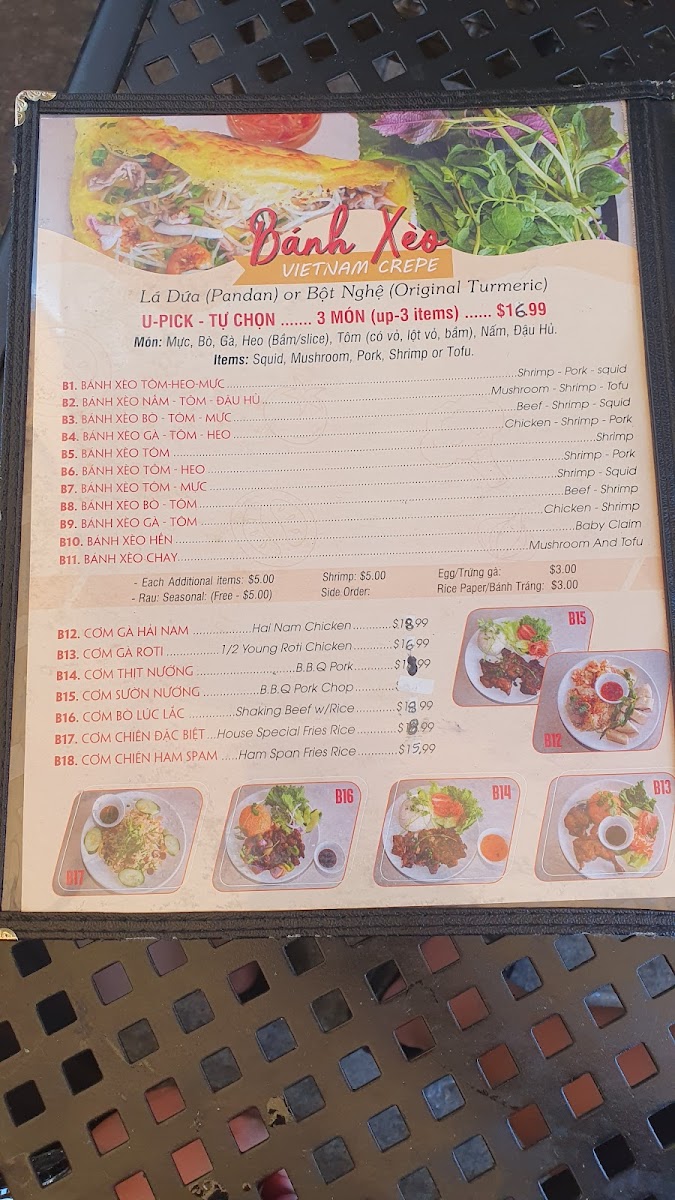 Bánh Xèo
VIETNAM CREPE
Lá Dứa (Pandan) or Bột Nghệ (Original Turmeric)
U-PICK - TỰ CHỌN ....... 3 MÓN (up-3 items) ...... $16.99
Món: Mực, Bò, Gà, Heo (Bằm/slice), Tôm (có vỏ, lột vỏ, bằm), Nấm, Đậu Hủ.
Items: Squid, Mushroom, Pork, Shrimp or Tofu.
B1. BÁNH XÈO TÔM-HEO-MỰC Shrimp - Pork - squid
B2. BÁNH XÈO NẤM - TÔM - ĐẬU HỦ Mushroom - Shrimp - Tofu
B3. BÁNH XÈO BÒ - TÔM - MỰC Beef - Shrimp - Squid
B4. BÁNH XÈO GÀ - TÔM - HEO Chicken - Shrimp - Pork
B5. BÁNH XÈO TÔM Shrimp
B6. BÁNH XÈO TÔM - HEO Shrimp - Pork
B7. BÁNH XÈO TÔM - MỰC Shrimp - Squid
B8. BÁNH XÈO BÒ - TÔM Beef - Shrimp
B9. BÁNH XÈO GÀ - TÔM Chicken - Shrimp
B10. BÁNH XÈO HẾN Baby Claim
B11. BÁNH XÈO CHAY Mushroom And Tofu
- Each Additional items: $5.00 Shrimp: $5.00 Egg/Trứng gà: $3.00
- Rau: Seasonal: (Free - $5.00) Side Order: Rice Paper/Bánh Tráng: $3.00
B12. CƠM GÀ HẢI NAM Hai Nam Chicken $18.99
B13. CƠM GÀ ROTI 1/2 Young Roti Chicken $16.99
B14. CƠM THỊT NƯỚNG B.B.Q Pork
B15. CƠM SƯỜN NƯỚNG B.B.Q Pork Chop
B16. CƠM BÒ LÚC LẮC Shaking Beef w/Rice $18.99
B17. CƠM CHIÊN ĐẶC BIỆT House Special Fries Rice $18.99
B18. CƠM CHIÊN HAM SPAM Ham Span Fries Rice $15,99
B15
B12
B17
B16
B14
B13